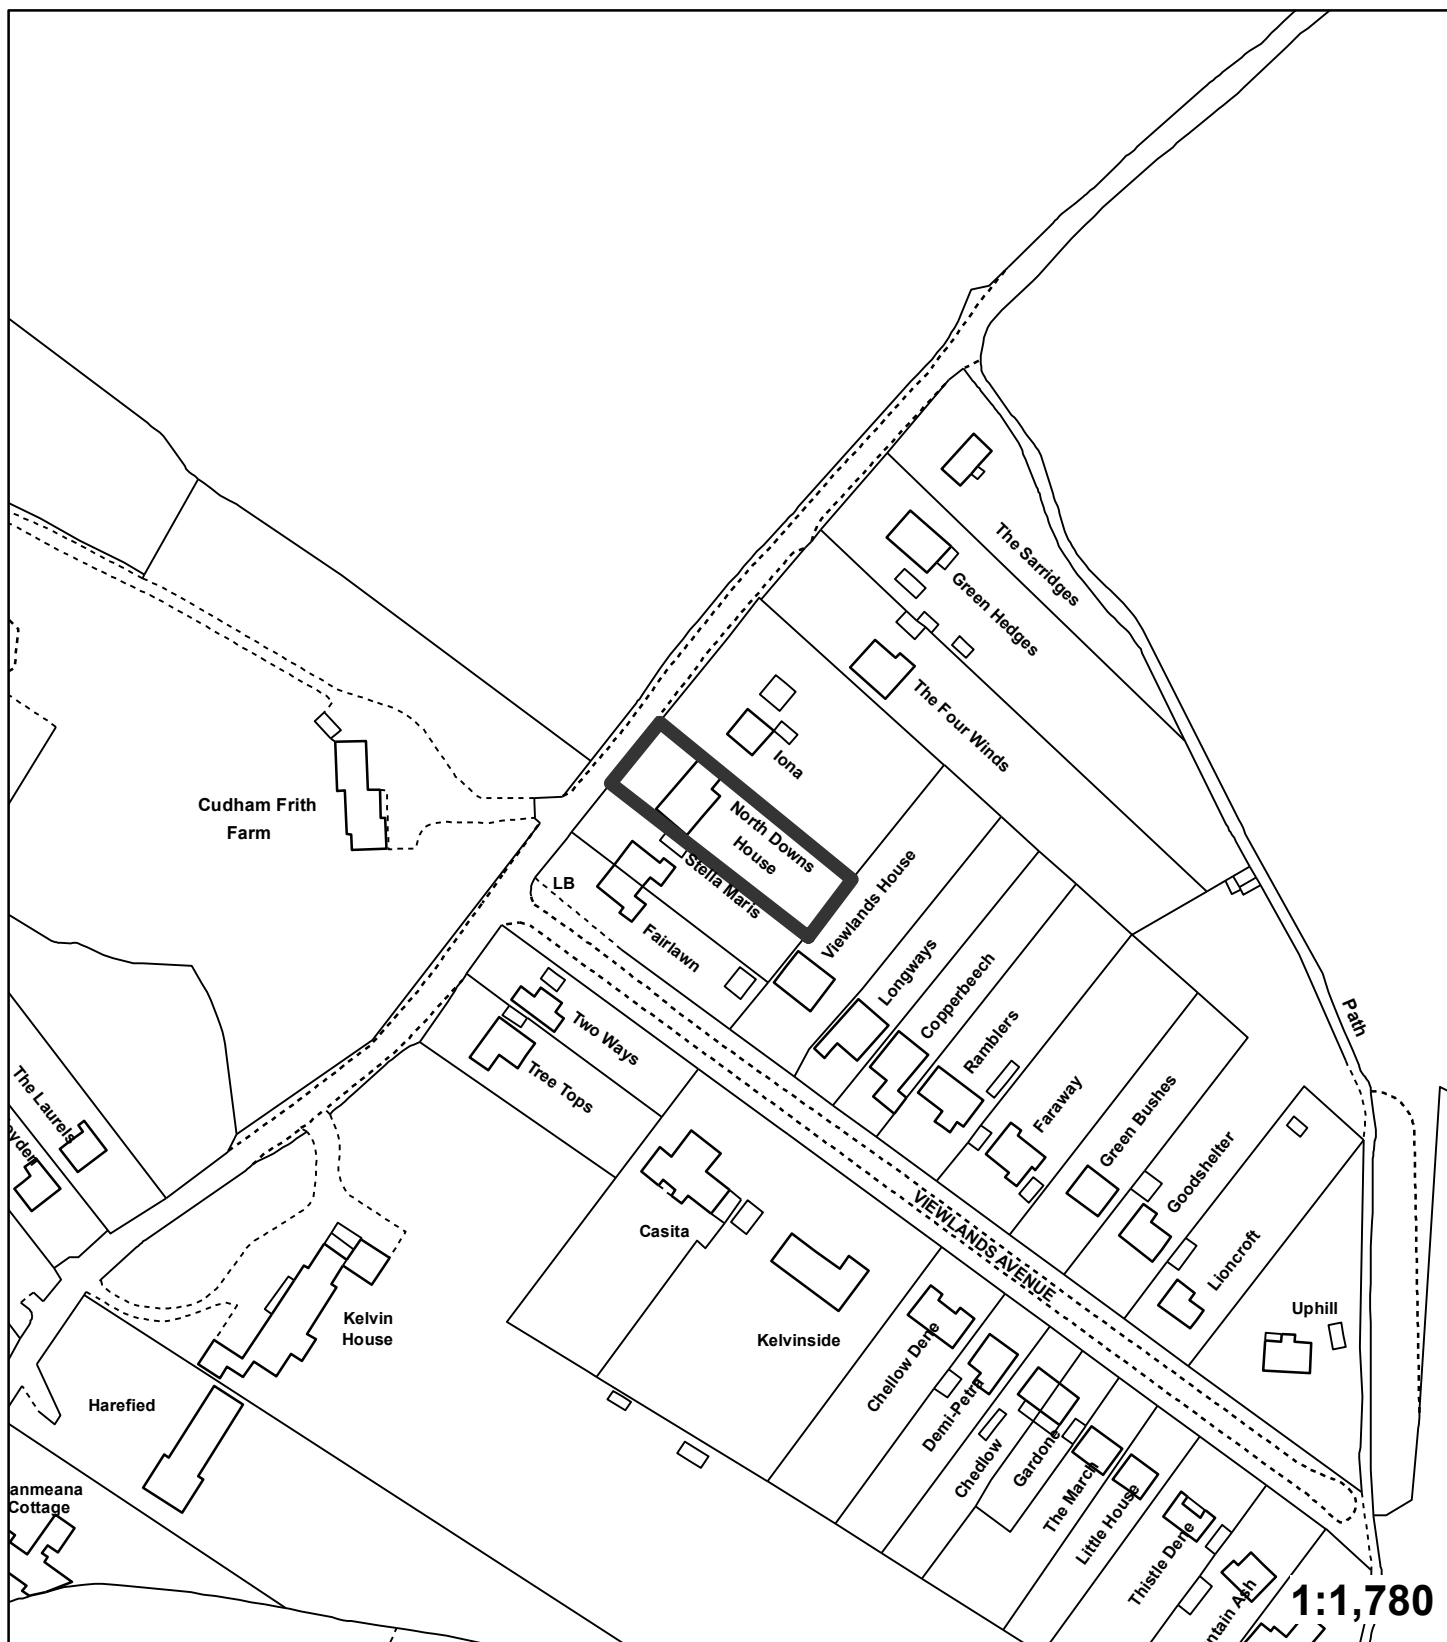 The Sarridges
Green Hedges
The Four Winds
Iona
North Downs
House
Cudham Frith
Farm
Stella Maris
LB
Viewlands House
Fairlawn
Longways
Copperbeech
Ramblers
Path
Two Ways
Tree Tops
Faraway
Green Bushes
Goodshelter
The Laurels
Lioncroft
VIEWLANDS AVENUE
Casita
Uphill
Kelvin
House
Kelvinside
Chellow Dene
Demi-Petra
Harefied
Chedlow
Gardone
The March
Little House
anmeana
Cottage
Thistle Dene
ntain Ash
1:1,780